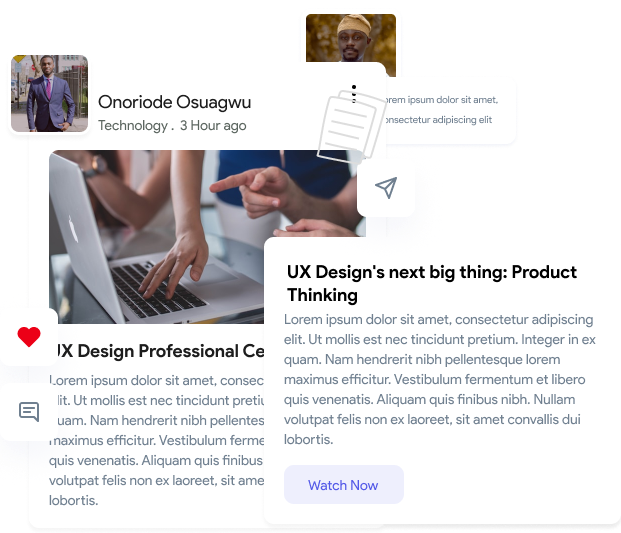 Onoriode Osuagwu
Technology . 3 Hour ago
orem ipsum dolor sit amet,
onsectetur adipiscing elit
UX Design's next big thing: Product
Thinking
Lorem ipsum dolor sit amet, consectetur adipiscing
elit. Ut mollis est nec tincidunt pretium. Integer in ex
quam. Nam hendrerit nibh pellentesque lorem
maximus efficitur. Vestibulum fermentum et libero
quis venenatis. Aliquam quis finibus nibh. Nullam
volutpat felis non ex laoreet, sit amet convallis dui
lobortis.
Watch Now
UX Design Professional Ce
Lorem ipsum dolor sit amet, consec
elit. Ut mollis est nec tincidunt pretiu
quam. Nam hendrerit nibh pellentes
maximus efficitur. Vestibulum ferme
quis venenatis. Aliquam quis finibus
volutpat felis non ex laoreet, sit ame
lobortis.